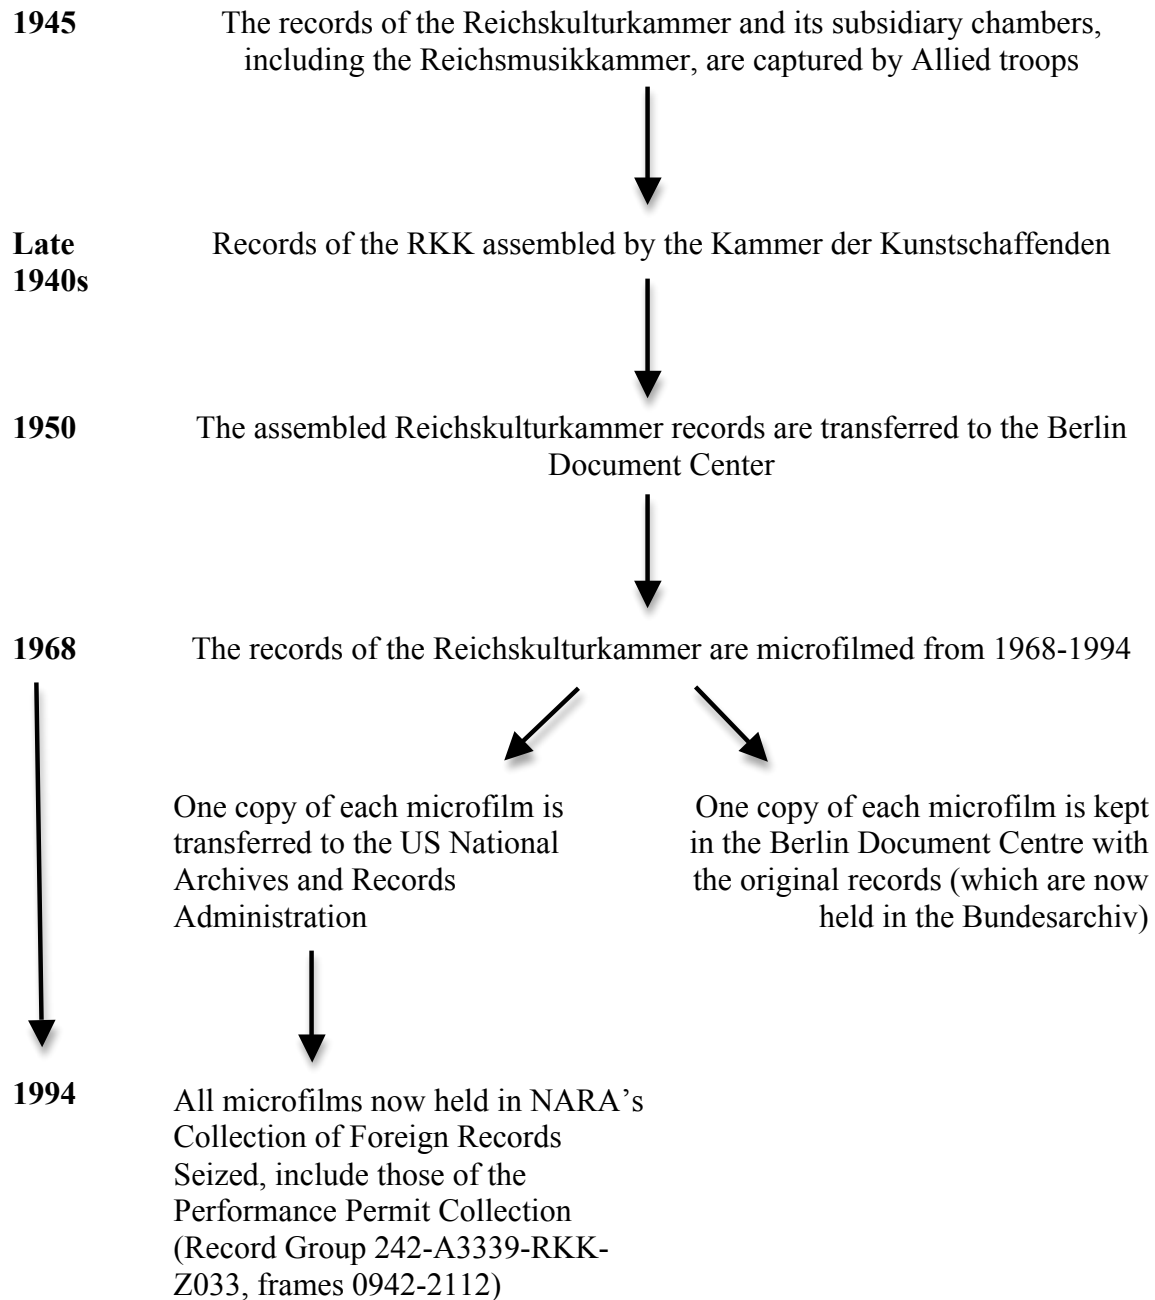 1945
The records of the Reichskulturkammer and its subsidiary chambers,
including the Reichsmusikkammer, are captured by Allied troops
Late
1940s
Records of the RKK assembled by the Kammer der Kunstschaffenden
1950
The assembled Reichskulturkammer records are transferred to the Berlin
Document Center
1968
The records of the Reichskulturkammer are microfilmed from 1968-1994
One copy of each microfilm is
transferred to the US National
Archives and Records
Administration
One copy of each microfilm is kept
in the Berlin Document Centre with
the original records (which are now
held in the Bundesarchiv)
1994
All microfilms now held in NARA’s
Collection of Foreign Records
Seized, include those of the
Performance Permit Collection
(Record Group 242-A3339-RKK-
Z033, frames 0942-2112)